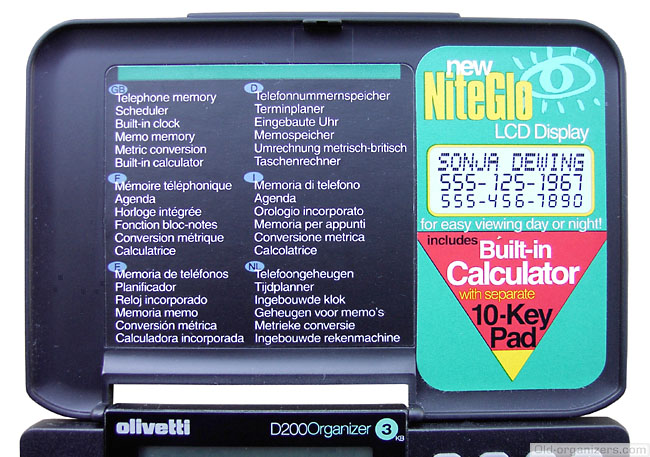 GB
Telephone memory
Scheduler
Built-in clock
Memo memory
Metric conversion
Built-in calculator
D
Telefonnummernspeicher
Terminplaner
Eingebaute Uhr
Memospeicher
Umrechnung metrisch-britisch
Taschenrechner
F
Mémoire téléphonique
Agenda
Horloge intégrée
Fonction bloc-notes
Conversion métrique
Calculatrice
I
Memoria di telefono
Agenda
Orologio incorporato
Memoria per appunti
Conversione metrica
Calcolatrice
E
Memoria de teléfonos
Planificador
Reloj incorporado
Memoria memo
Conversión métrica
Calculadora incorporada
NL
Telefoongeheugen
Tijdplanner
Ingebouwde klok
Geheugen voor memo's
Metrieke conversie
Ingebouwde rekenmachine
new
NiteGlo
LCD Display
SONJA DEWING
555-125-1967
555-456-7890
for easy viewing day or night!
includes
Built-in
Calculator
with separate
10-Key
Pad
olivetti
D200Organizer 3 KB
Old-organizers.com